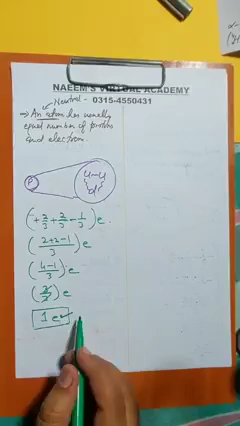 NAEEM'S VIRTUAL ACADEMY
Neutral - 0315-4550431
→ An atom has usually
equal number of protons
and electron.
P
u u
d
(+2/3 + 2/3 - 1/3) e.
(2+2-1/3) e
(4-1/3) e
(3/3) e
1 e